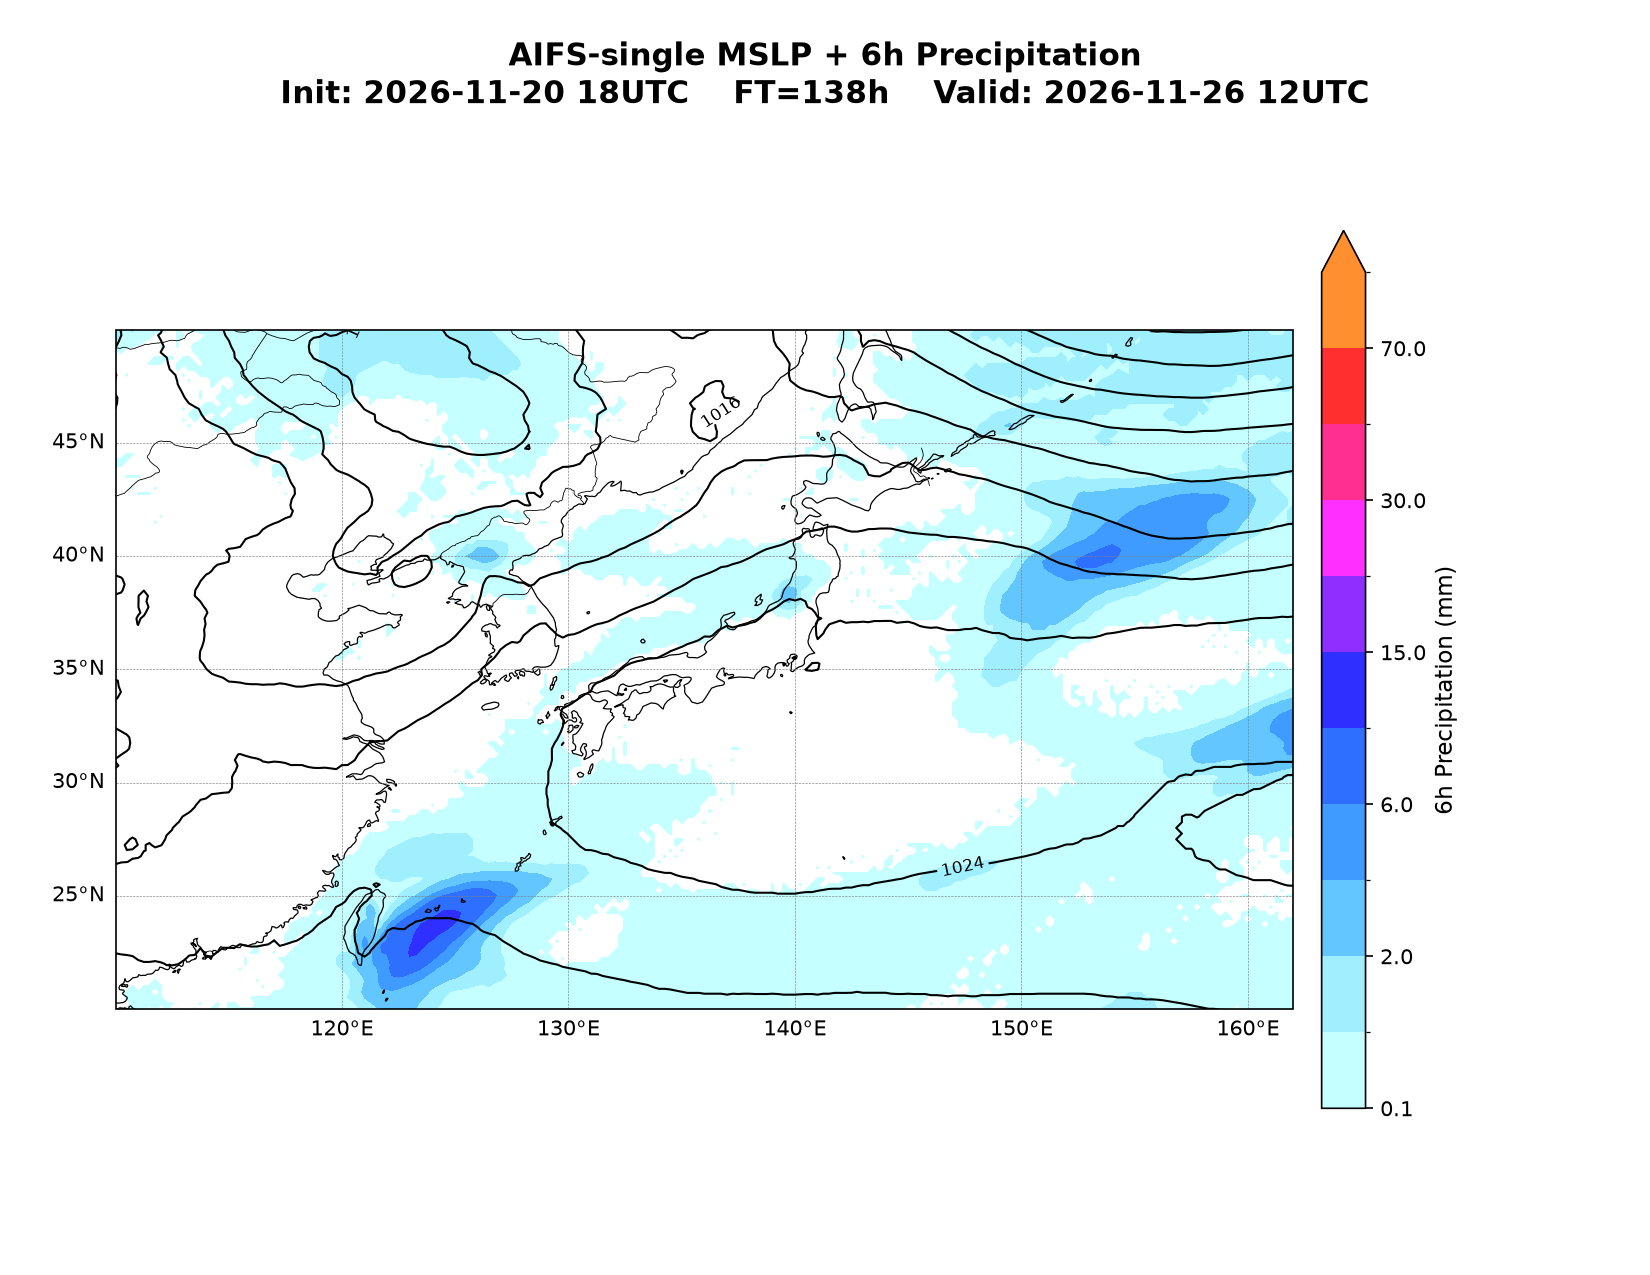 AIFS-single MSLP + 6h Precipitation
Init: 2026-11-20 18UTC    FT=138h    Valid: 2026-11-26 12UTC
70.0
30.0
15.0
6.0
2.0
0.1
6h Precipitation (mm)
45°N
40°N
35°N
30°N
25°N
1016
1024
120°E
130°E
140°E
150°E
160°E